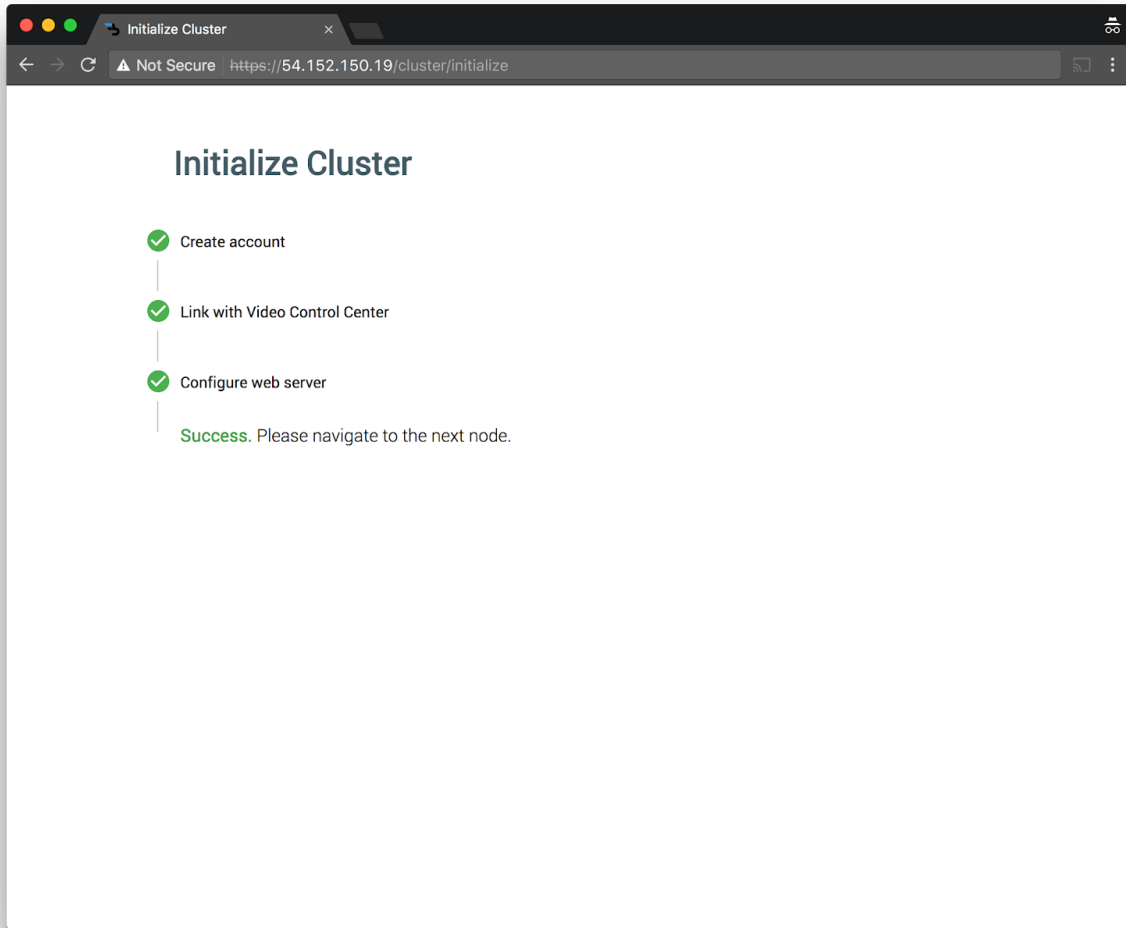 Initialize Cluster
Not Secure https://54.152.150.19/cluster/initialize
Initialize Cluster
Create account
Link with Video Control Center
Configure web server
Success. Please navigate to the next node.